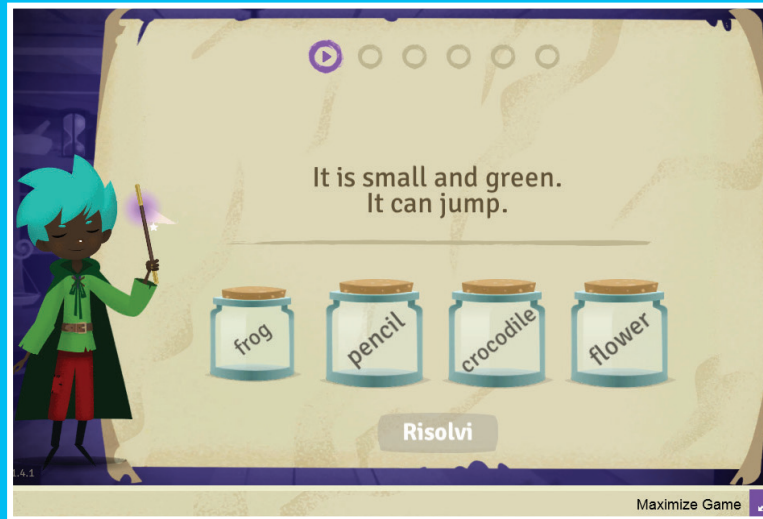 It is small and green.
It can jump.
frog
pencil
crocodile
flower
Risolvi
1.4.1
Maximize Game